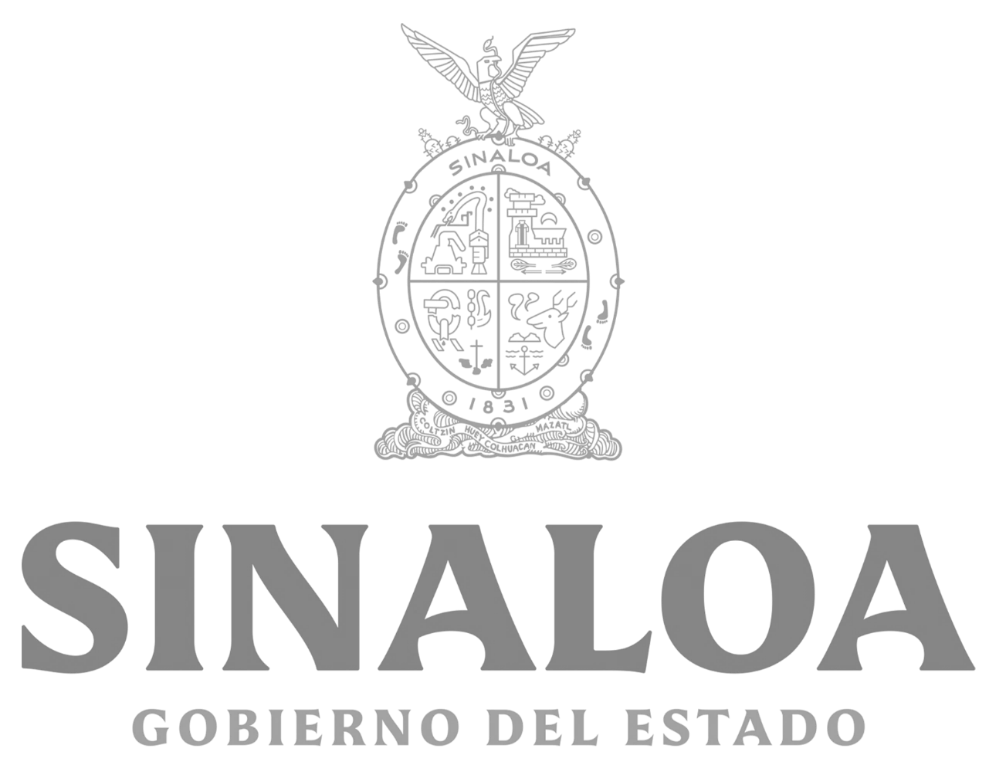 SINALOA
1831
COLTZIN HUEY COLHUACAN MAZATL
SINALOA
GOBIERNO DEL ESTADO